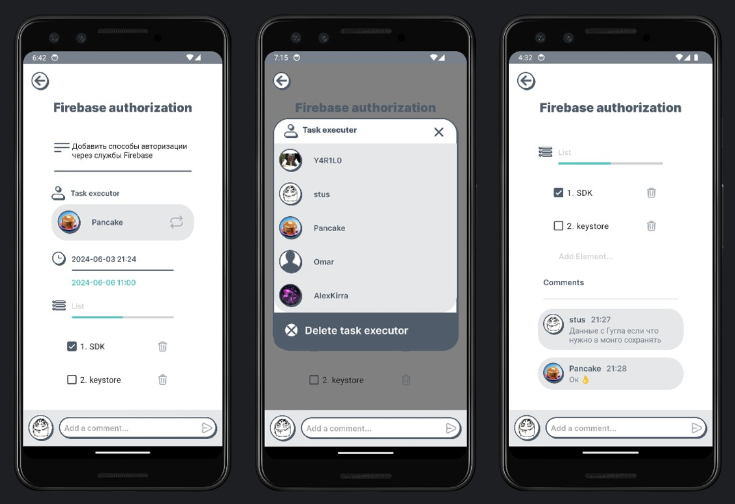 6:42
Firebase authorization
Добавить способы авторизации
через службы Firebase
Task executor
Pancake
2024-06-03 21:24
2024-06-06 11:00
List
1. SDK
2. keystore
Add a comment...
7:15
Firebase authorization
Task executer
Y4R1L0
stus
Pancake
Omar
AlexKirra
Delete task executor
2. keystore
Add a comment...
4:32
Firebase authorization
List
1. SDK
2. keystore
Add Element...
Comments
stus 21:27
Данные с Гугла если что
нужно в монго сохранять
Pancake 21:28
Ок 👌
Add a comment...